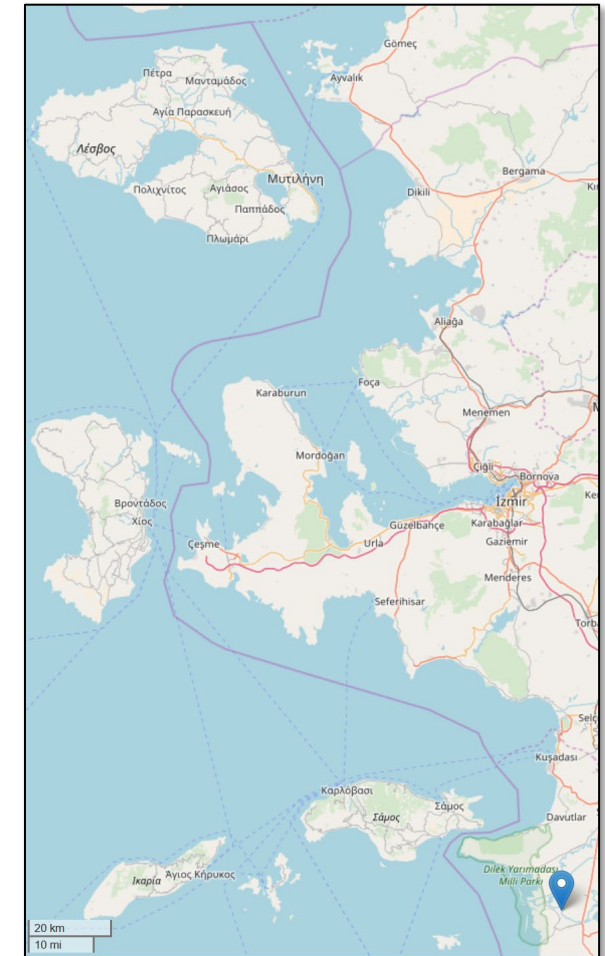 Gömeç
Πέτρα
Μανταμάδος
Ayvalık
Αγία Παρασκευή
Λέσβος
Bergama
Μυτιλήνη
Πολιχνίτος
Αγιάσος
Dikili
Παππάδος
Πλωμάρι
Aliağa
Foça
Karaburun
Menemen
Mordoğan
Çiğli
Bornova
İzmir
Βροντάδος
Χίος
Güzelbahçe
Karabağlar
Urla
Gaziemir
Çeşme
Menderes
Seferihisar
Torb
Selç
Kuşadası
Καρλόβασι
Σάμος
Σάμος
Davutlar
Dilek Yarımadası
Milli Parkı
Ικαρία
Άγιος Κήρυκος
20 km
10 mi